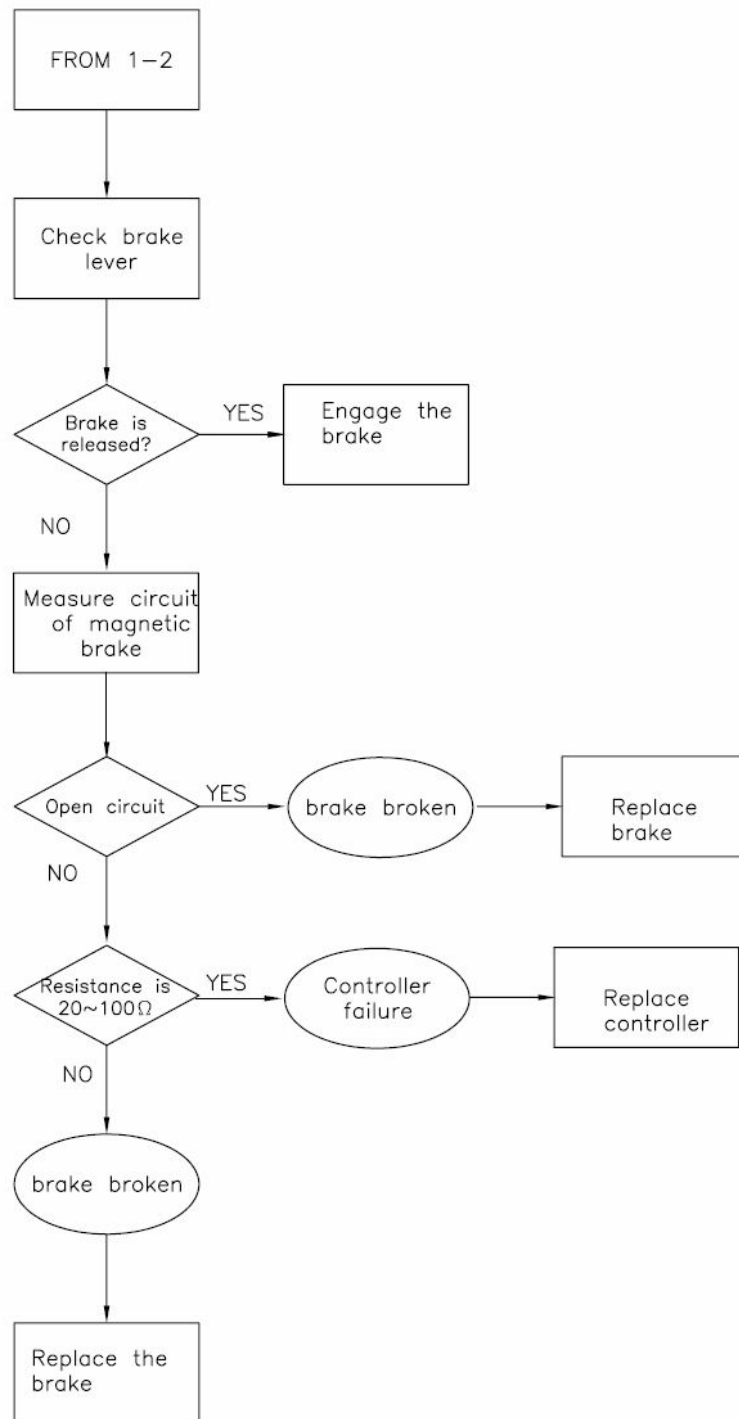 FROM 1-2
Check brake
lever
Brake is
released?
YES
Engage the
brake
NO
Measure circuit
of magnetic
brake
Open circuit
YES
brake broken
Replace
brake
NO
Resistance is
20~100Ω
YES
Controller
failure
Replace
controller
NO
brake broken
Replace the
brake